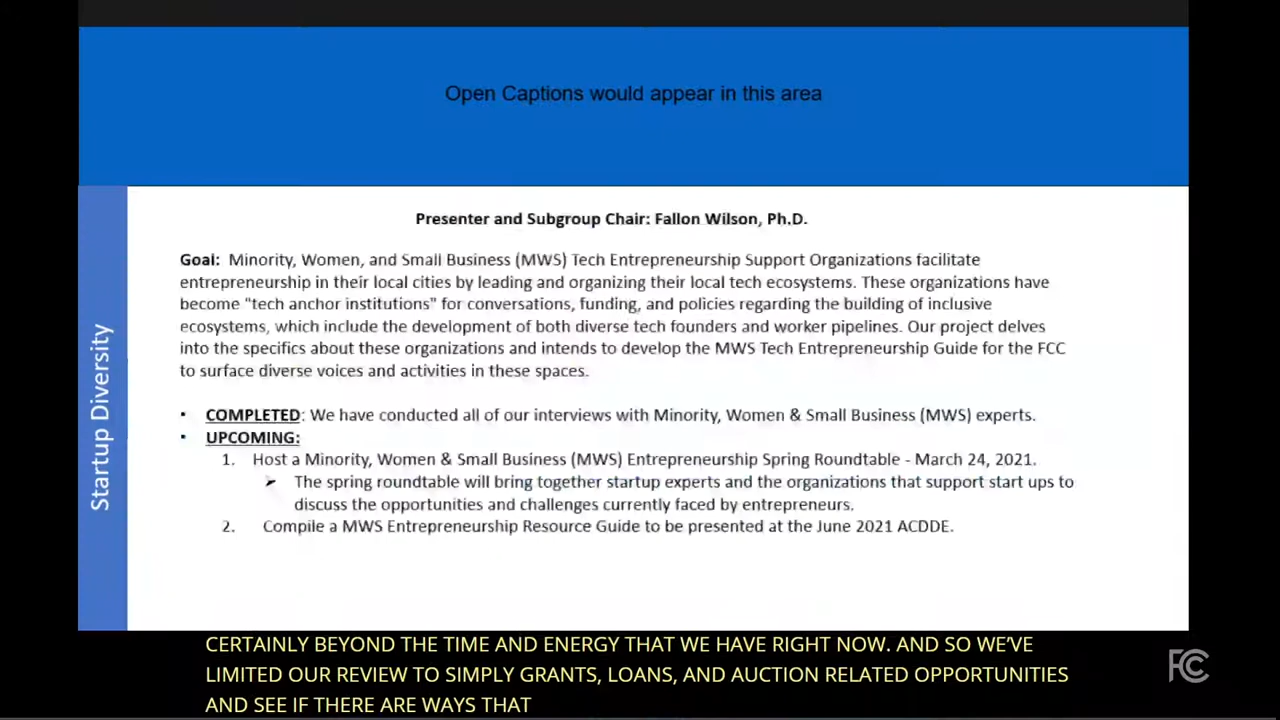 Open Captions would appear in this area
Startup Diversity
Presenter and Subgroup Chair: Fallon Wilson, Ph.D.
Goal: Minority, Women, and Small Business (MWS) Tech Entrepreneurship Support Organizations facilitate
entrepreneurship in their local cities by leading and organizing their local tech ecosystems. These organizations have
become "tech anchor institutions" for conversations, funding, and policies regarding the building of inclusive
ecosystems, which include the development of both diverse tech founders and worker pipelines. Our project delves
into the specifics about these organizations and intends to develop the MWS Tech Entrepreneurship Guide for the FCC
to surface diverse voices and activities in these spaces.
• COMPLETED: We have conducted all of our interviews with Minority, Women & Small Business (MWS) experts.
• UPCOMING:
1. Host a Minority, Women & Small Business (MWS) Entrepreneurship Spring Roundtable - March 24, 2021.
➤ The spring roundtable will bring together startup experts and the organizations that support start ups to
discuss the opportunities and challenges currently faced by entrepreneurs.
2. Compile a MWS Entrepreneurship Resource Guide to be presented at the June 2021 ACDDE.
CERTAINLY BEYOND THE TIME AND ENERGY THAT WE HAVE RIGHT NOW. AND SO WE'VE
LIMITED OUR REVIEW TO SIMPLY GRANTS, LOANS, AND AUCTION RELATED OPPORTUNITIES
AND SEE IF THERE ARE WAYS THAT
FCC